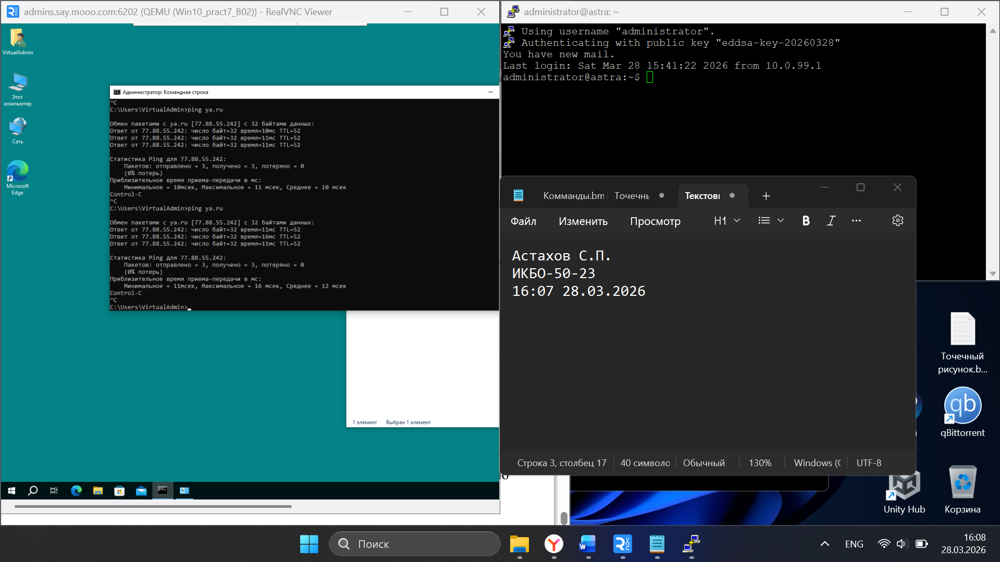 admins.say.mooo.com:6202 (QEMU (Win10_pract7_B02)) - RealVNC Viewer
VirtualAdmin
Этот
компьютер
Сеть
Microsoft
Edge
Администратор: Командная строка
^C
C:\Users\VirtualAdmin>ping ya.ru
Обмен пакетами с ya.ru [77.88.55.242] с 32 байтами данных:
Ответ от 77.88.55.242: число байт=32 время=10мс TTL=52
Ответ от 77.88.55.242: число байт=32 время=11мс TTL=52
Ответ от 77.88.55.242: число байт=32 время=11мс TTL=52
Статистика Ping для 77.88.55.242:
Пакетов: отправлено = 3, получено = 3, потеряно = 0
(0% потерь)
Приблизительное время приема-передачи в мс:
Минимальное = 10мсек, Максимальное = 11 мсек, Среднее = 10 мсек
Control-C
^C
C:\Users\VirtualAdmin>ping ya.ru
Обмен пакетами с ya.ru [77.88.55.242] с 32 байтами данных:
Ответ от 77.88.55.242: число байт=32 время=11мс TTL=52
Ответ от 77.88.55.242: число байт=32 время=16мс TTL=52
Ответ от 77.88.55.242: число байт=32 время=11мс TTL=52
Статистика Ping для 77.88.55.242:
Пакетов: отправлено = 3, получено = 3, потеряно = 0
(0% потерь)
Приблизительное время приема-передачи в мс:
Минимальное = 11мсек, Максимальное = 16 мсек, Среднее = 12 мсек
Control-C
^C
C:\Users\VirtualAdmin>
1 элемент Выбран 1 элемент
administrator@astra: ~
Using username "administrator".
Authenticating with public key "eddsa-key-20260328"
You have new mail.
Last login: Sat Mar 28 15:41:22 2026 from 10.0.99.1
administrator@astra:~$
Комманды.bm Точечнь Текстовы
Файл Изменить Просмотр H1 B I
Астахов С.П.
ИКБО-50-23
16:07 28.03.2026
Строка 3, столбец 17 40 символо Обычный 130% Windows (C UTF-8
Точечный
рисунок.b...
qb
qBittorrent
Unity Hub
Корзина
Поиск
ENG
16:08
28.03.2026